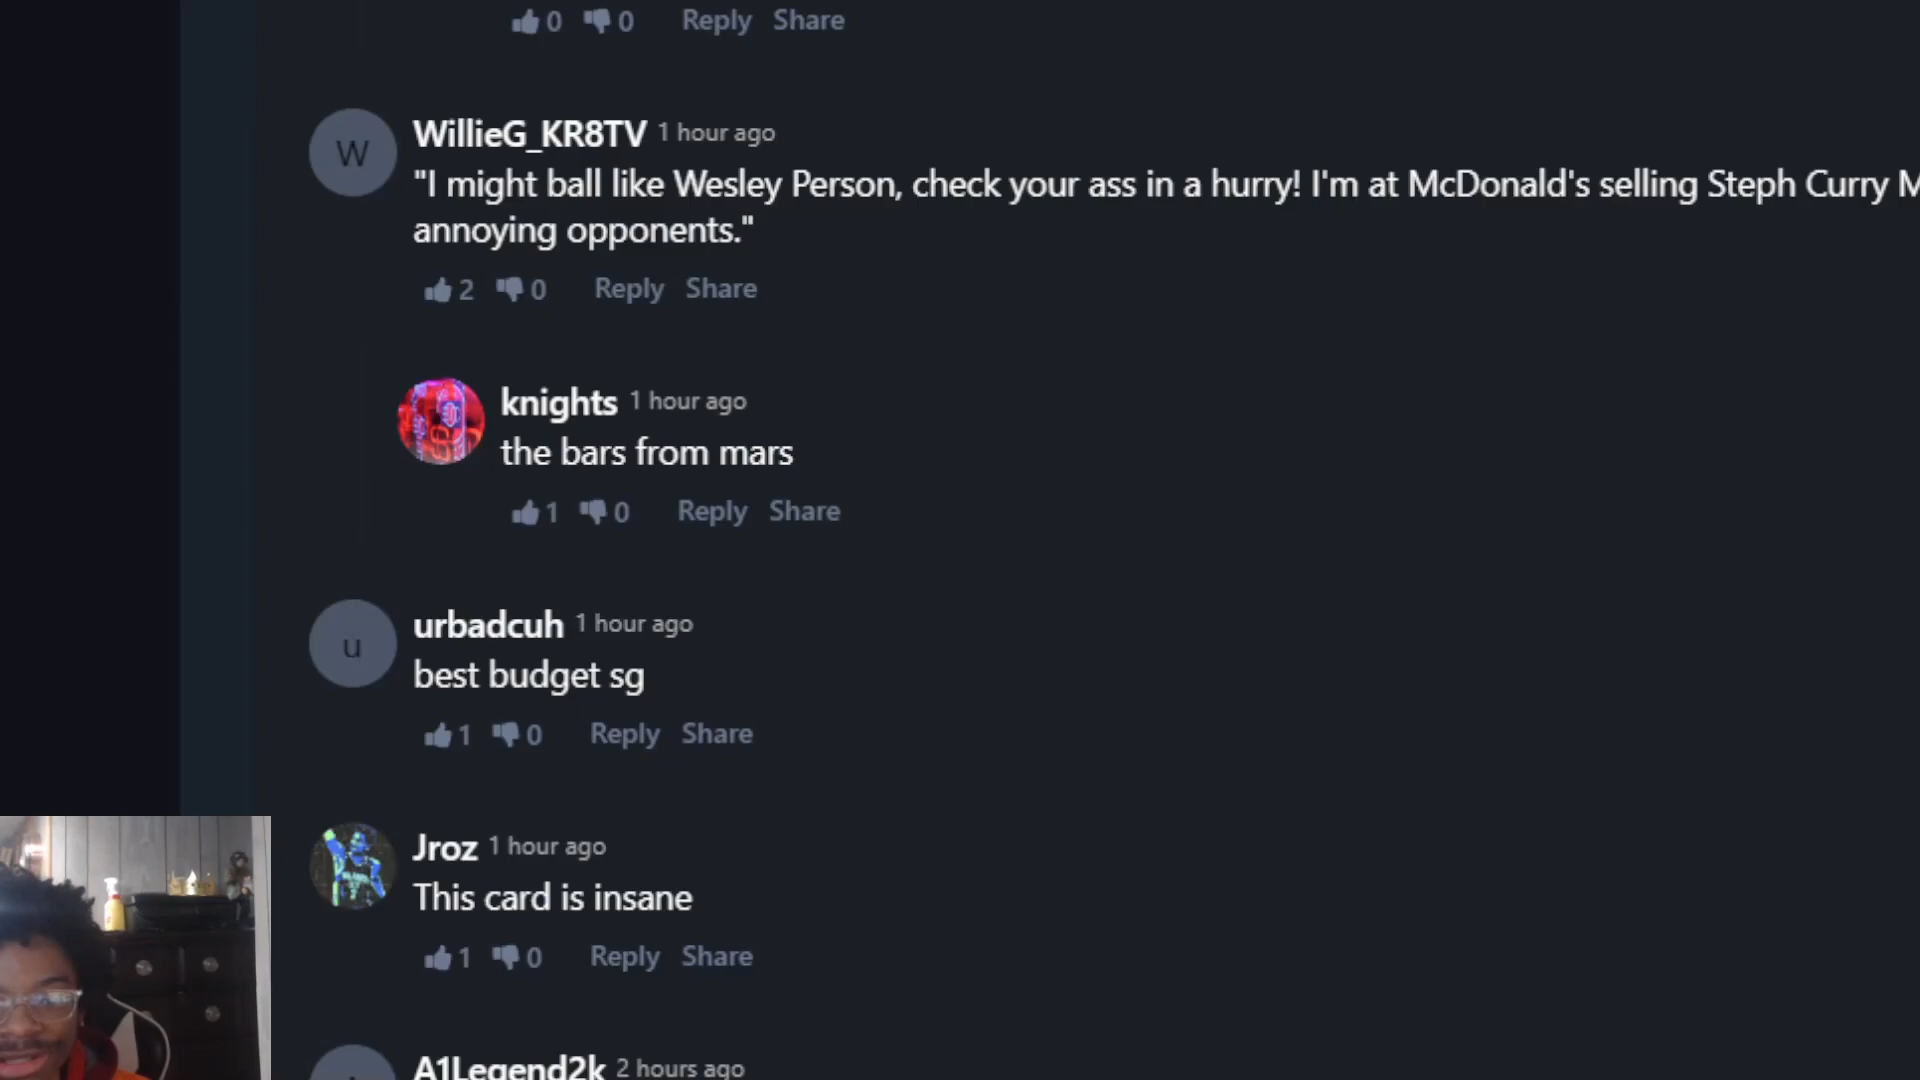 0 0 Reply Share
W WillieG_KR8TV 1 hour ago
"I might ball like Wesley Person, check your ass in a hurry! I'm at McDonald's selling Steph Curry M
annoying opponents."
2 0 Reply Share
knights 1 hour ago
the bars from mars
1 0 Reply Share
u urbadcuh 1 hour ago
best budget sg
1 0 Reply Share
Jroz 1 hour ago
This card is insane
1 0 Reply Share
A1Legend2k 2 hours ago